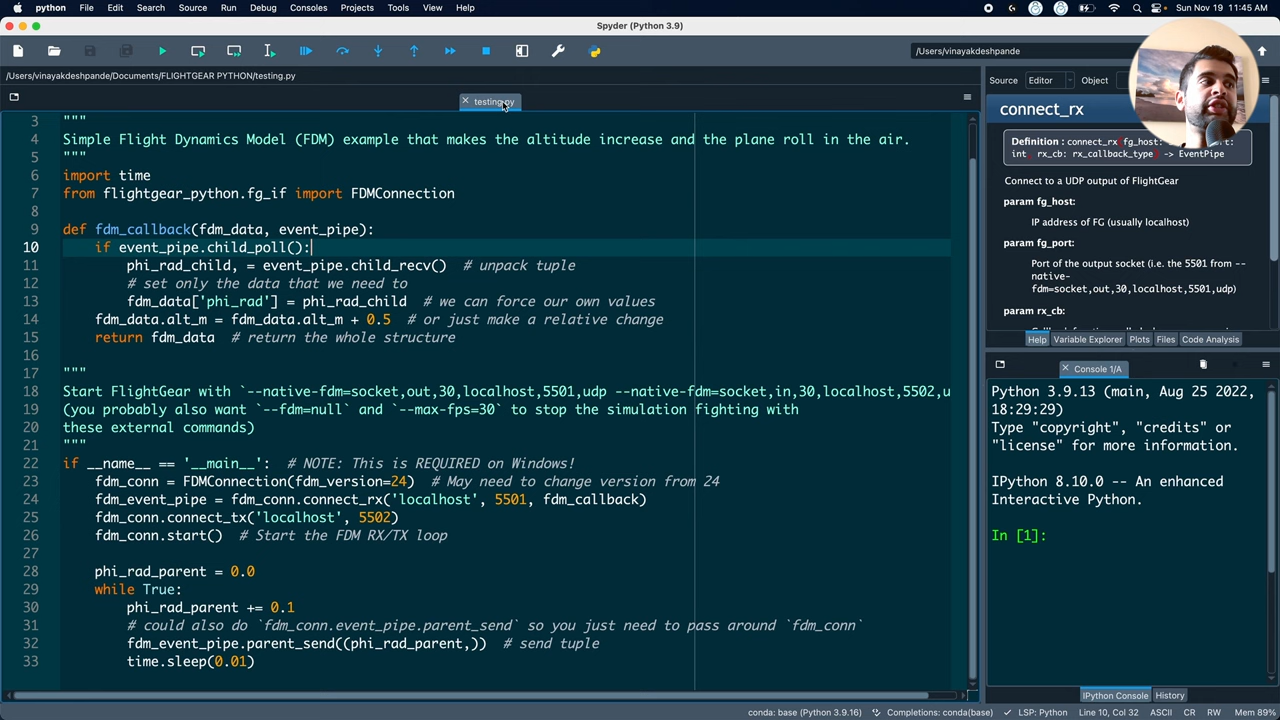 python File Edit Search Source Run Debug Consoles Projects Tools View Help Sun Nov 19 11:45 AM
Spyder (Python 3.9)
/Users/vinayakdeshpande
/Users/vinayakdeshpande/Documents/FLIGHTGEAR PYTHON/testing.py
Source Editor Object
testing.py
connect_rx
Definition : connect_rx(fg_host:
int, rx_cb: rx_callback_type) -> EventPipe
Connect to a UDP output of FlightGear
param fg_host:
IP address of FG (usually localhost)
param fg_port:
Port of the output socket (i.e. the 5501 from --
native-
fdm=socket,out,30,localhost,5501,udp)
param rx_cb:
Help Variable Explorer Plots Files Code Analysis
3 """
4 Simple Flight Dynamics Model (FDM) example that makes the altitude increase and the plane roll in the air.
5 """
6 import time
7 from flightgear_python.fg_if import FDMConnection
8
9 def fdm_callback(fdm_data, event_pipe):
10 if event_pipe.child_poll():
11 phi_rad_child, = event_pipe.child_recv() # unpack tuple
12 # set only the data that we need to
13 fdm_data['phi_rad'] = phi_rad_child # we can force our own values
14 fdm_data.alt_m = fdm_data.alt_m + 0.5 # or just make a relative change
15 return fdm_data # return the whole structure
16
17 """
18 Start FlightGear with `--native-fdm=socket,out,30,localhost,5501,udp --native-fdm=socket,in,30,localhost,5502,u
19 (you probably also want `--fdm=null` and `--max-fps=30` to stop the simulation fighting with
20 these external commands)
21 """
22 if __name__ == '__main__': # NOTE: This is REQUIRED on Windows!
23 fdm_conn = FDMConnection(fdm_version=24) # May need to change version from 24
24 fdm_event_pipe = fdm_conn.connect_rx('localhost', 5501, fdm_callback)
25 fdm_conn.connect_tx('localhost', 5502)
26 fdm_conn.start() # Start the FDM RX/TX loop
27
28 phi_rad_parent = 0.0
29 while True:
30 phi_rad_parent += 0.1
31 # could also do `fdm_conn.event_pipe.parent_send` so you just need to pass around `fdm_conn`
32 fdm_event_pipe.parent_send((phi_rad_parent,)) # send tuple
33 time.sleep(0.01)
Console 1/A
Python 3.9.13 (main, Aug 25 2022,
18:29:29)
Type "copyright", "credits" or
"license" for more information.
IPython 8.10.0 -- An enhanced
Interactive Python.
In [1]:
IPython Console History
conda: base (Python 3.9.16) Completions: conda(base) LSP: Python Line 10, Col 32 ASCII CR RW Mem 89%